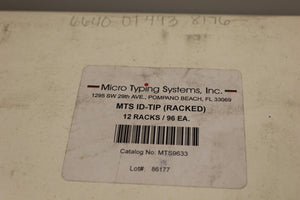 6640 01 443 8176
Micro Typing Systems, Inc.
1295 SW 29th AVE., POMPANO BEACH, FL 33069
MTS ID-TIP (RACKED)
12 RACKS / 96 EA.
Catalog No: MTS9633
Lot#: 86177